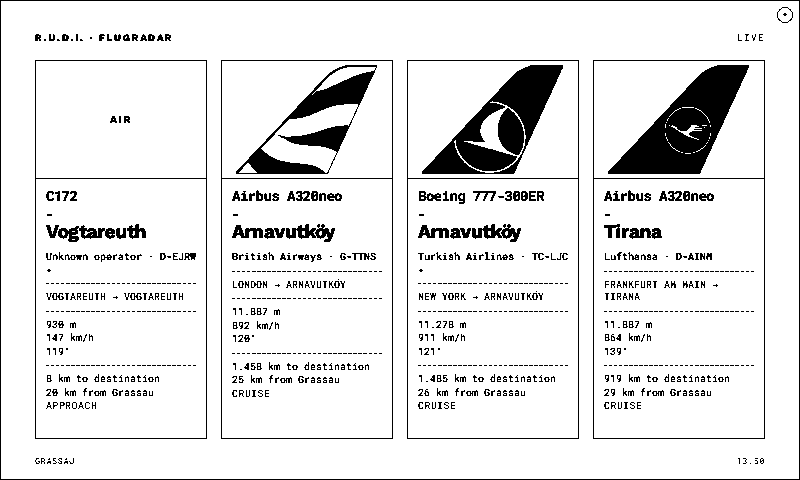 R.U.D.I. · FLUGRADAR
LIVE
AIR
C172
-
Vogtareuth
Unknown operator · D-EJRW
•
VOGTAREUTH → VOGTAREUTH
930 m
147 km/h
119°
8 km to destination
20 km from Grassau
APPROACH
Airbus A320neo
-
Arnavutköy
British Airways · G-TTNS
LONDON → ARNAVUTKÖY
11.887 m
892 km/h
120°
1.458 km to destination
25 km from Grassau
CRUISE
Boeing 777-300ER
-
Arnavutköy
Turkish Airlines · TC-LJC
•
NEW YORK → ARNAVUTKÖY
11.278 m
911 km/h
121°
1.485 km to destination
26 km from Grassau
CRUISE
Airbus A320neo
-
Tirana
Lufthansa · D-AINM
FRANKFURT AM MAIN →
TIRANA
11.887 m
864 km/h
139°
919 km to destination
29 km from Grassau
CRUISE
GRASSAU
13.50